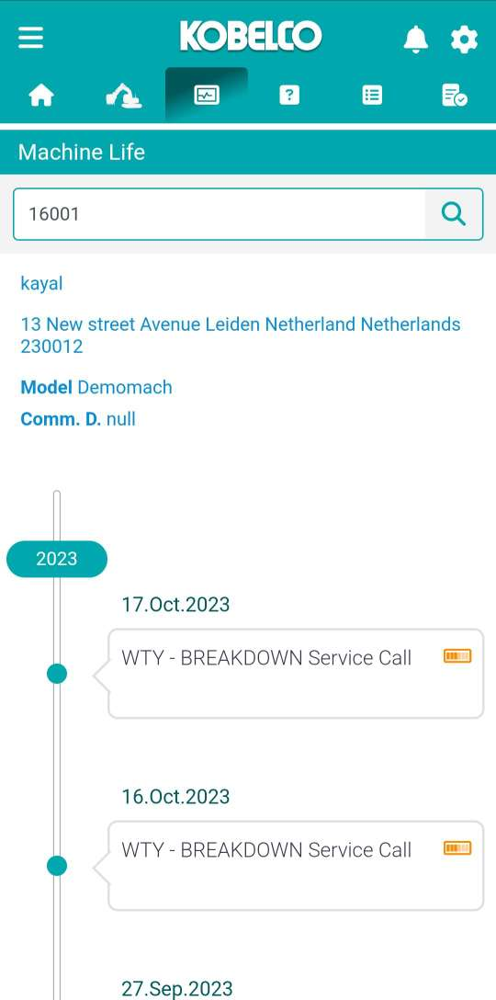 KOBELCO
?
Machine Life
16001
kayal
13 New street Avenue Leiden Netherland Netherlands
230012
Model Demomach
Comm. D. null
2023
17.Oct.2023
WTY - BREAKDOWN Service Call
16.Oct.2023
WTY - BREAKDOWN Service Call
27.Sep.2023